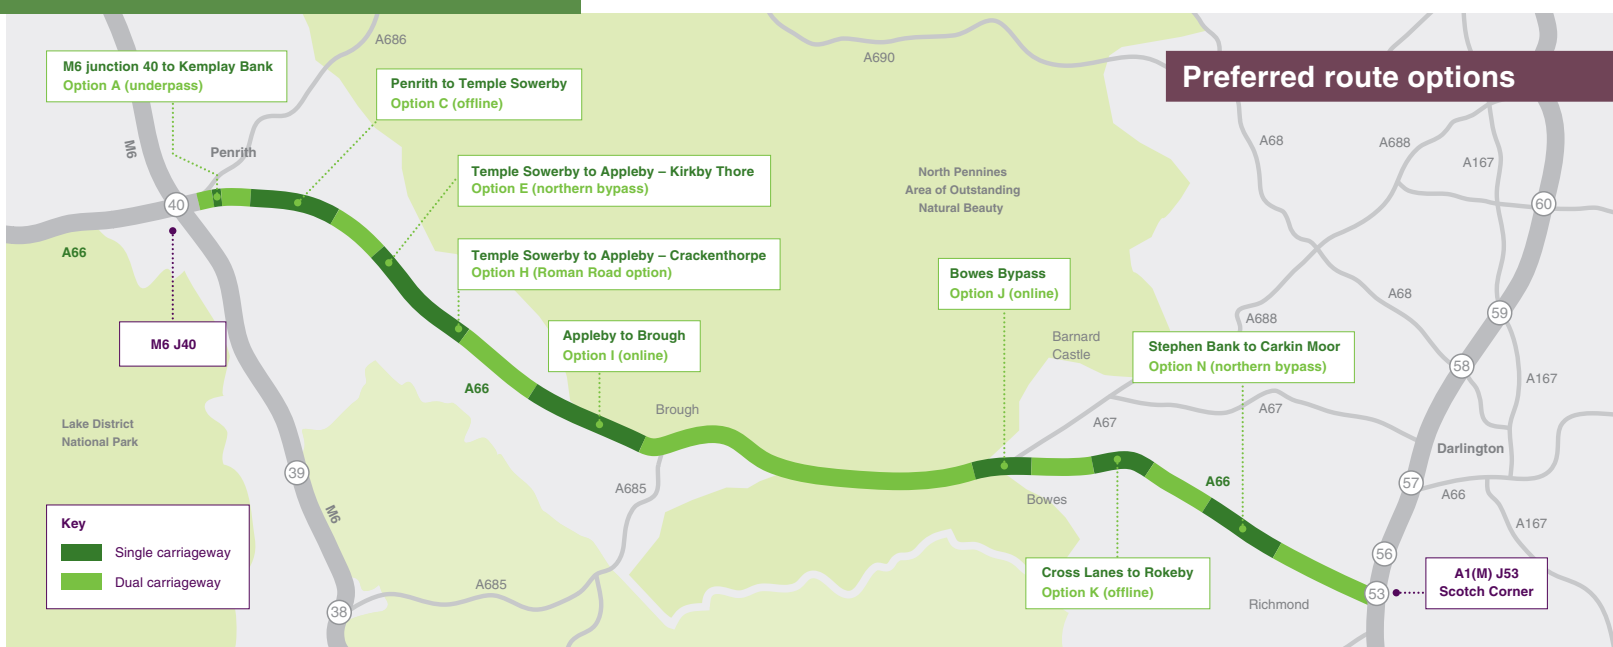 Preferred route options
M6 junction 40 to Kemplay Bank
Option A (underpass)
A686
Penrith to Temple Sowerby
Option C (offline)
A690
M6
Penrith
Temple Sowerby to Appleby – Kirkby Thore
Option E (northern bypass)
North Pennines
Area of Outstanding
Natural Beauty
A68
A688
A167
40
60
A66
Temple Sowerby to Appleby – Crackenthorpe
Option H (Roman Road option)
Bowes Bypass
Option J (online)
A68
59
A688
M6 J40
Appleby to Brough
Option I (online)
Barnard
Castle
Stephen Bank to Carkin Moor
Option N (northern bypass)
58
A167
A66
Brough
A67
A67
Lake District
National Park
Darlington
39
A685
Bowes
A66
57
A66
M6
A167
Key
Single carriageway
Dual carriageway
56
A685
Cross Lanes to Rokeby
Option K (offline)
A1(M) J53
Scotch Corner
53
Richmond
38